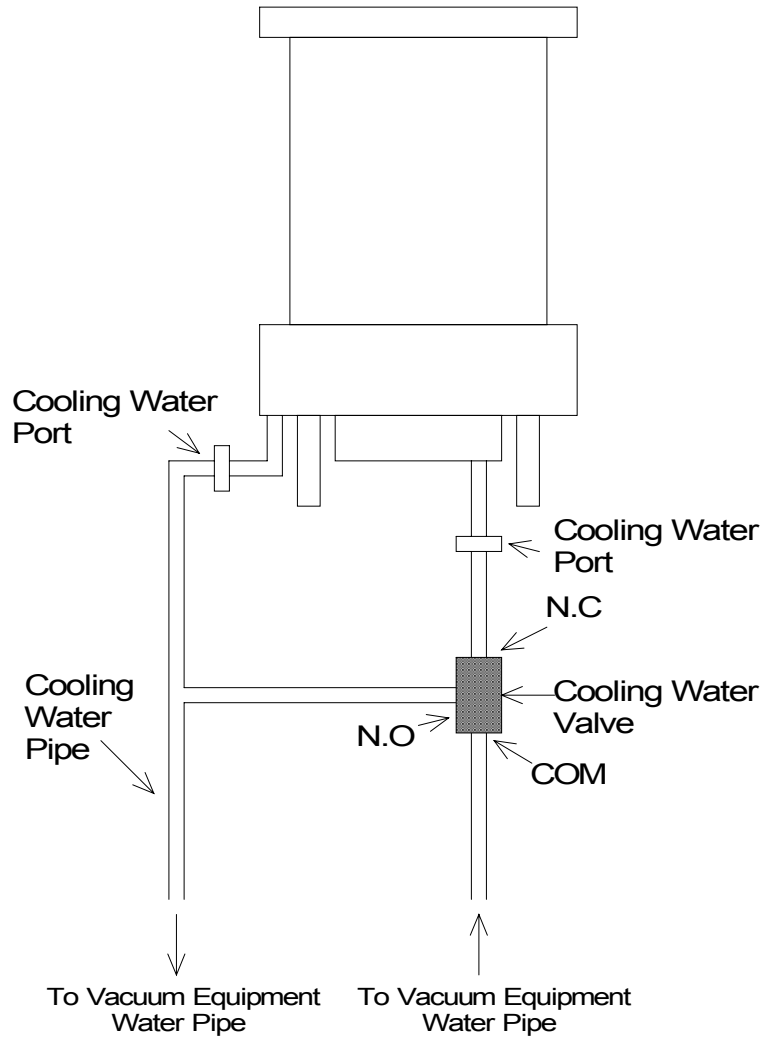 Cooling Water
Port
Cooling Water
Port
N.C
Cooling
Water
Pipe
Cooling Water
Valve
N.O
COM
To Vacuum Equipment
Water Pipe
To Vacuum Equipment
Water Pipe